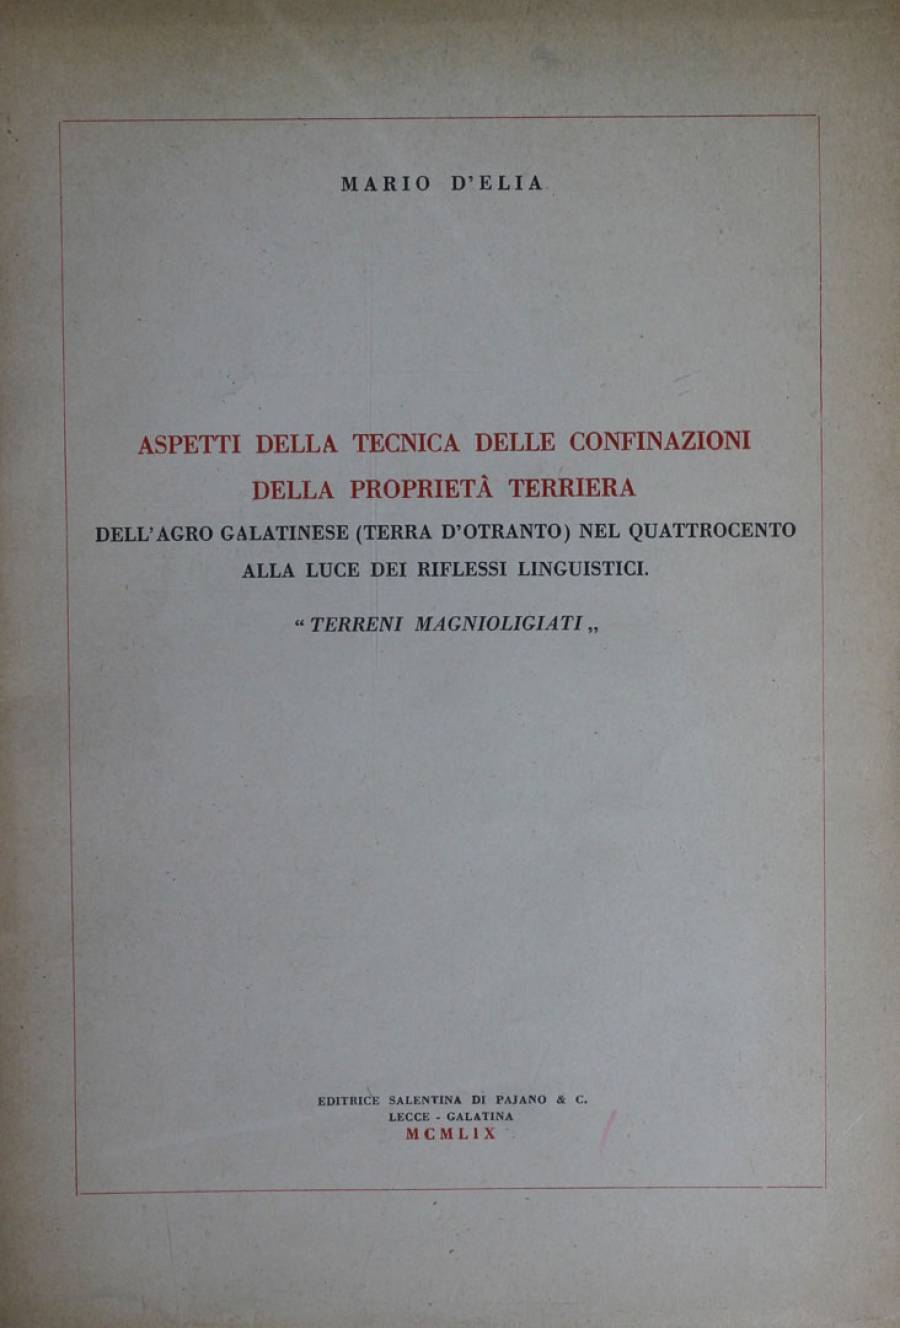 MARIO D'ELIA
ASPETTI DELLA TECNICA DELLE CONFINAZIONI
DELLA PROPRIETÀ TERRIERA
DELL'AGRO GALATINESE (TERRA D'OTRANTO) NEL QUATTROCENTO
ALLA LUCE DEI RIFLESSI LINGUISTICI.
“ TERRENI MAGNIOLIGIATI „
EDITRICE SALENTINA DI PAJANO & C.
LECCE - GALATINA
MCMLIX